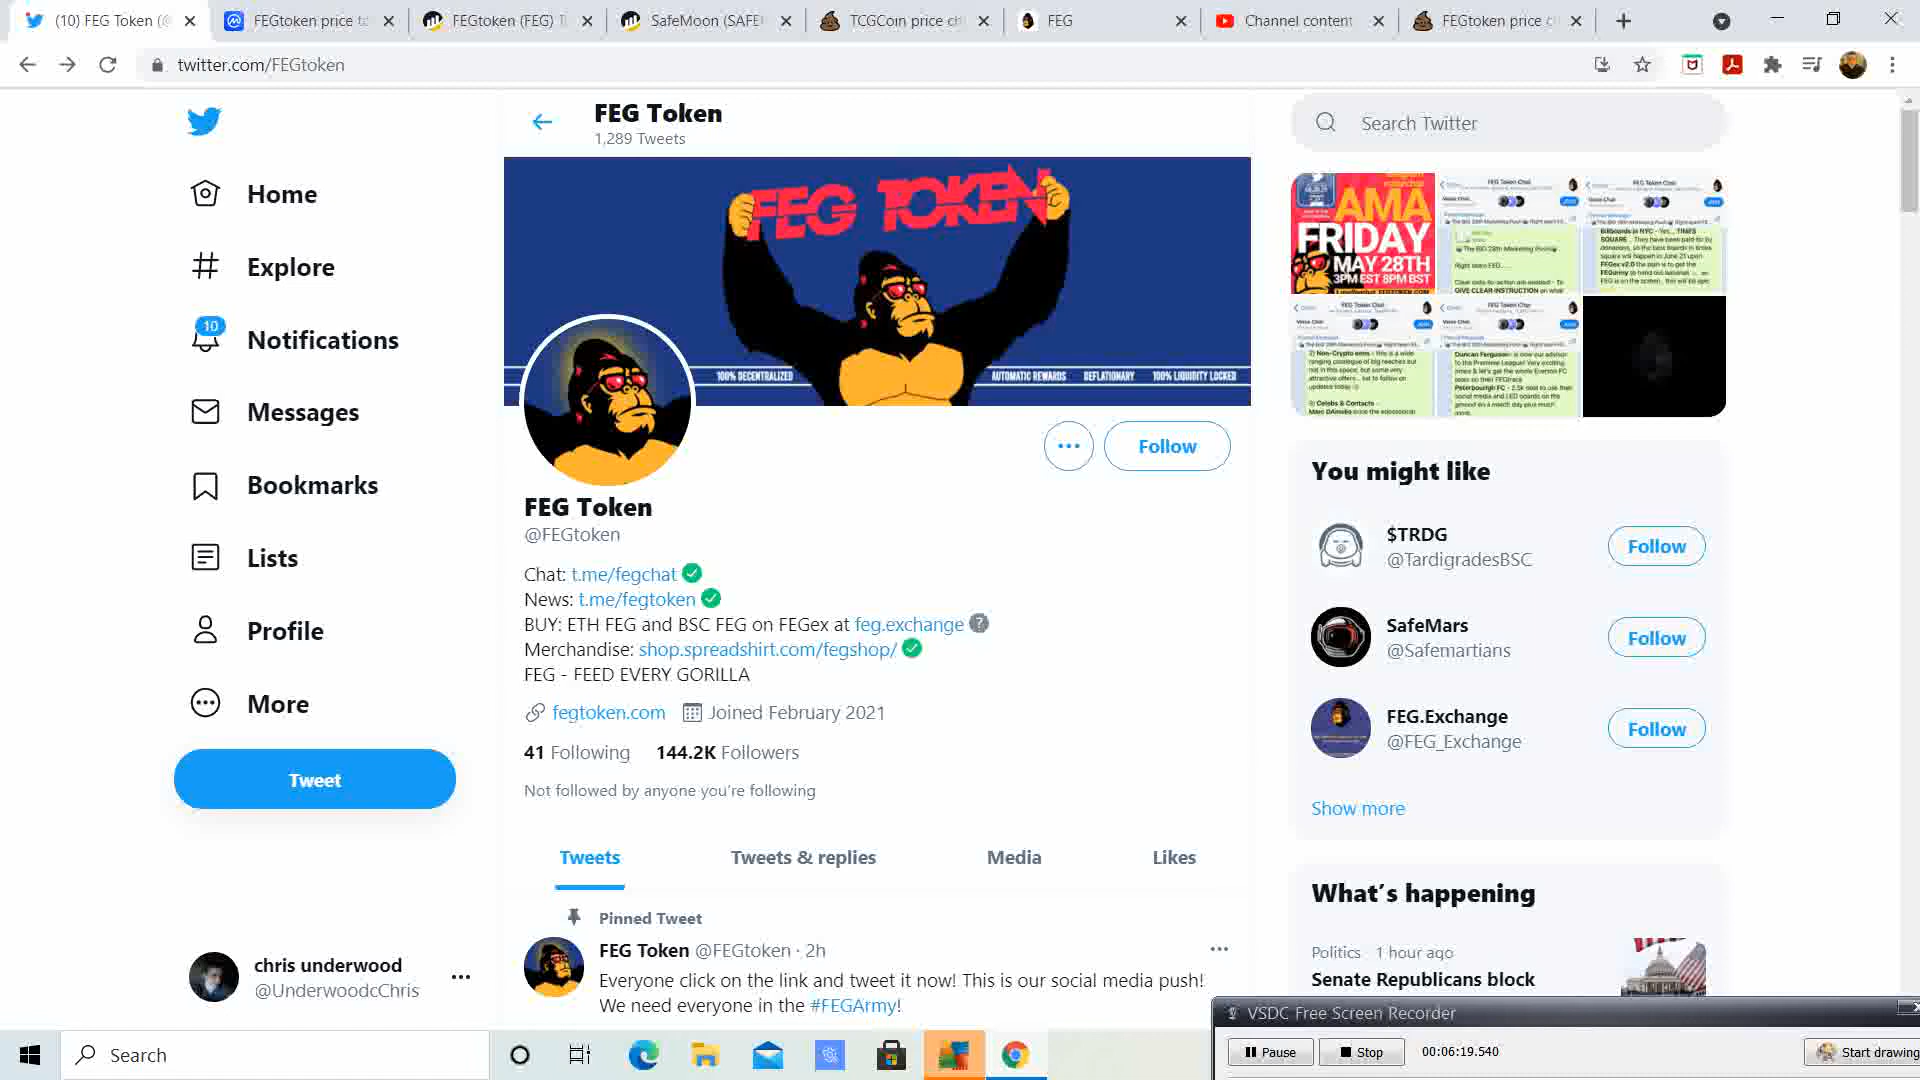 (10) FEG Token (@
FEGtoken price to
FEGtoken (FEG) T
SafeMoon (SAFE
TCGCoin price ch
FEG
Channel content
FEGtoken price ch
twitter.com/FEGtoken
FEG Token
1,289 Tweets
Search Twitter
Home
Explore
10
Notifications
Messages
Bookmarks
Lists
Profile
More
Tweet
chris underwood
@UnderwoodcChris
FEG TOKEN
100% DECENTRALIZED
AUTOMATIC REWARDS
DEFLATIONARY
100% LIQUIDITY LOCKED
Follow
FEG Token
@FEGtoken
Chat: t.me/fegchat
News: t.me/fegtoken
BUY: ETH FEG and BSC FEG on FEGex at feg.exchange
Merchandise: shop.spreadshirt.com/fegshop/
FEG - FEED EVERY GORILLA
fegtoken.com Joined February 2021
41 Following 144.2K Followers
Not followed by anyone you're following
Tweets
Tweets & replies
Media
Likes
Pinned Tweet
FEG Token @FEGtoken · 2h
Everyone click on the link and tweet it now! This is our social media push!
We need everyone in the #FEGArmy!
AMA
FRIDAY
MAY 28TH
3PM EST 8PM BST
You might like
$TRDG
@TardigradesBSC
Follow
SafeMars
@Safemartians
Follow
FEG.Exchange
@FEG_Exchange
Follow
Show more
What's happening
Politics · 1 hour ago
Senate Republicans block
VSDC Free Screen Recorder
Pause
Stop
00:06:19.540
Start drawing
Search